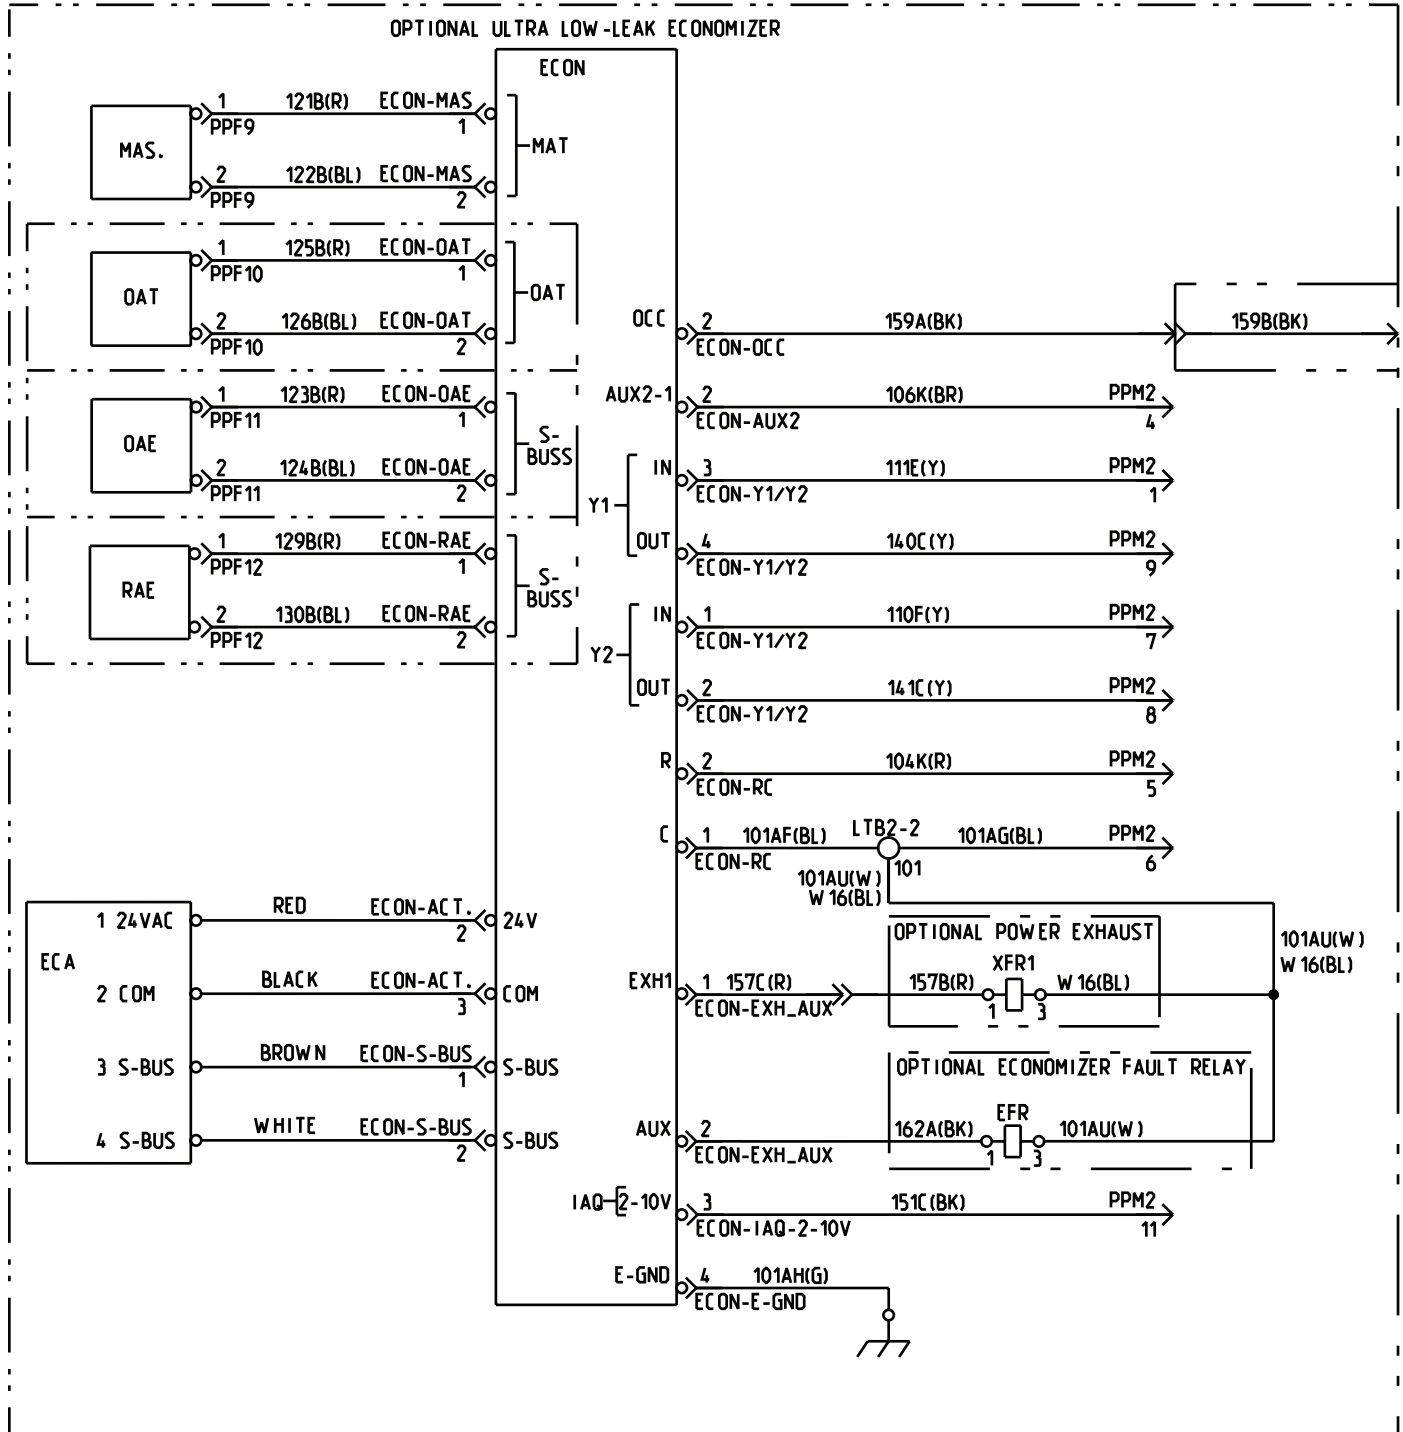 OPTIONAL ULTRA LOW-LEAK ECONOMIZER
ECON
MAS.
1 121B(R) ECON-MAS
PPF9 1
2 122B(BL) ECON-MAS
PPF9 2
MAT
OAT
1 125B(R) ECON-OAT
PPF10 1
2 126B(BL) ECON-OAT
PPF10 2
OAT
OAE
1 123B(R) ECON-OAE
PPF11 1
2 124B(BL) ECON-OAE
PPF11 2
S-
BUSS
RAE
1 129B(R) ECON-RAE
PPF12 1
2 130B(BL) ECON-RAE
PPF12 2
S-
BUSS
ECA
1 24VAC RED ECON-ACT. 24V
2
2 COM BLACK ECON-ACT. COM
3
3 S-BUS BROWN ECON-S-BUS S-BUS
1
4 S-BUS WHITE ECON-S-BUS S-BUS
2
OCC 2 159A(BK) 159B(BK)
ECON-OCC
AUX2-1 2 106K(BR) PPM2
ECON-AUX2 4
Y1
IN 3 111E(Y) PPM2
ECON-Y1/Y2 1
OUT 4 140C(Y) PPM2
ECON-Y1/Y2 9
Y2
IN 1 110F(Y) PPM2
ECON-Y1/Y2 7
OUT 2 141C(Y) PPM2
ECON-Y1/Y2 8
R 2 104K(R) PPM2
ECON-RC 5
C 1 101AF(BL) LTB2-2 101AG(BL) PPM2
ECON-RC 101 6
101AU(W)
W16(BL)
101AU(W)
W16(BL)
OPTIONAL POWER EXHAUST
XFR1
EXH1 1 157C(R) 157B(R) W16(BL)
ECON-EXH_AUX 1 3
OPTIONAL ECONOMIZER FAULT RELAY
EFR
AUX 2 162A(BK) 101AU(W)
ECON-EXH_AUX 1 3
IAQ 2-10V 3 151C(BK) PPM2
ECON-IAQ-2-10V 11
E-GND 4 101AH(G)
ECON-E-GND